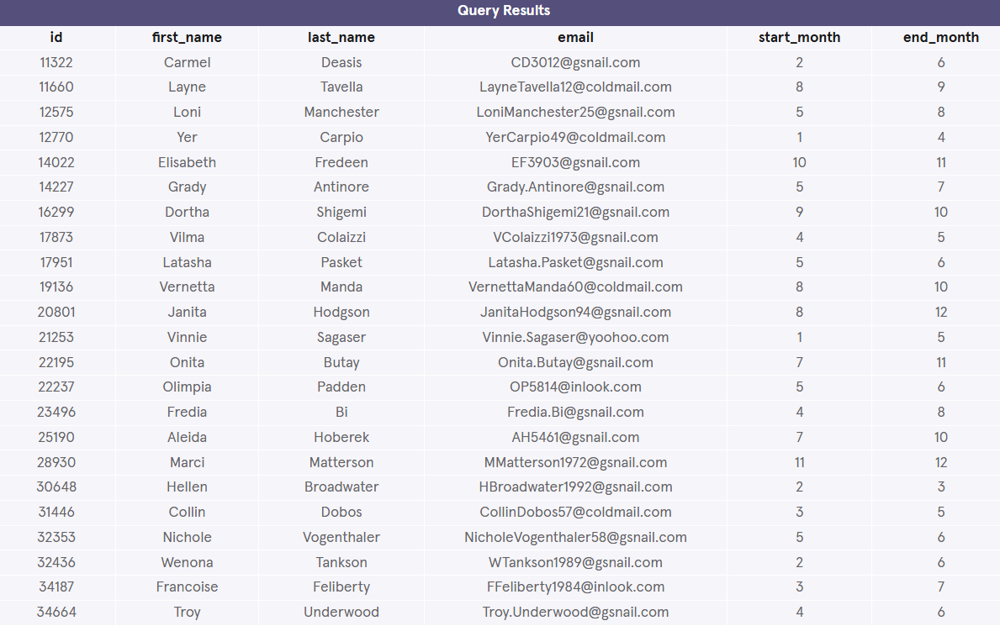 Query Results
id first_name last_name email start_month end_month
11322 Carmel Deasis CD3012@gsnail.com 2 6
11660 Layne Tavella LayneTavella12@coldmail.com 8 9
12575 Loni Manchester LoniManchester25@gsnail.com 5 8
12770 Yer Carpio YerCarpio49@coldmail.com 1 4
14022 Elisabeth Fredeen EF3903@gsnail.com 10 11
14227 Grady Antinore Grady.Antinore@gsnail.com 5 7
16299 Dortha Shigemi DorthaShigemi21@gsnail.com 9 10
17873 Vilma Colaizzi VColaizzi1973@gsnail.com 4 5
17951 Latasha Pasket Latasha.Pasket@gsnail.com 5 6
19136 Vernetta Manda VernettaManda60@coldmail.com 8 10
20801 Janita Hodgson JanitaHodgson94@gsnail.com 8 12
21253 Vinnie Sagaser Vinnie.Sagaser@yoohoo.com 1 5
22195 Onita Butay Onita.Butay@gsnail.com 7 11
22237 Olimpia Padden OP5814@inlook.com 5 6
23496 Fredia Bi Fredia.Bi@gsnail.com 4 8
25190 Aleida Hoberek AH5461@gsnail.com 7 10
28930 Marci Matterson MMatterson1972@gsnail.com 11 12
30648 Hellen Broadwater HBroadwater1992@gsnail.com 2 3
31446 Collin Dobos CollinDobos57@coldmail.com 3 5
32353 Nichole Vogenthaler NicholeVogenthaler58@gsnail.com 5 6
32436 Wenona Tankson WTankson1989@gsnail.com 2 6
34187 Francoise Feliberty FFeliberty1984@inlook.com 3 7
34664 Troy Underwood Troy.Underwood@gsnail.com 4 6